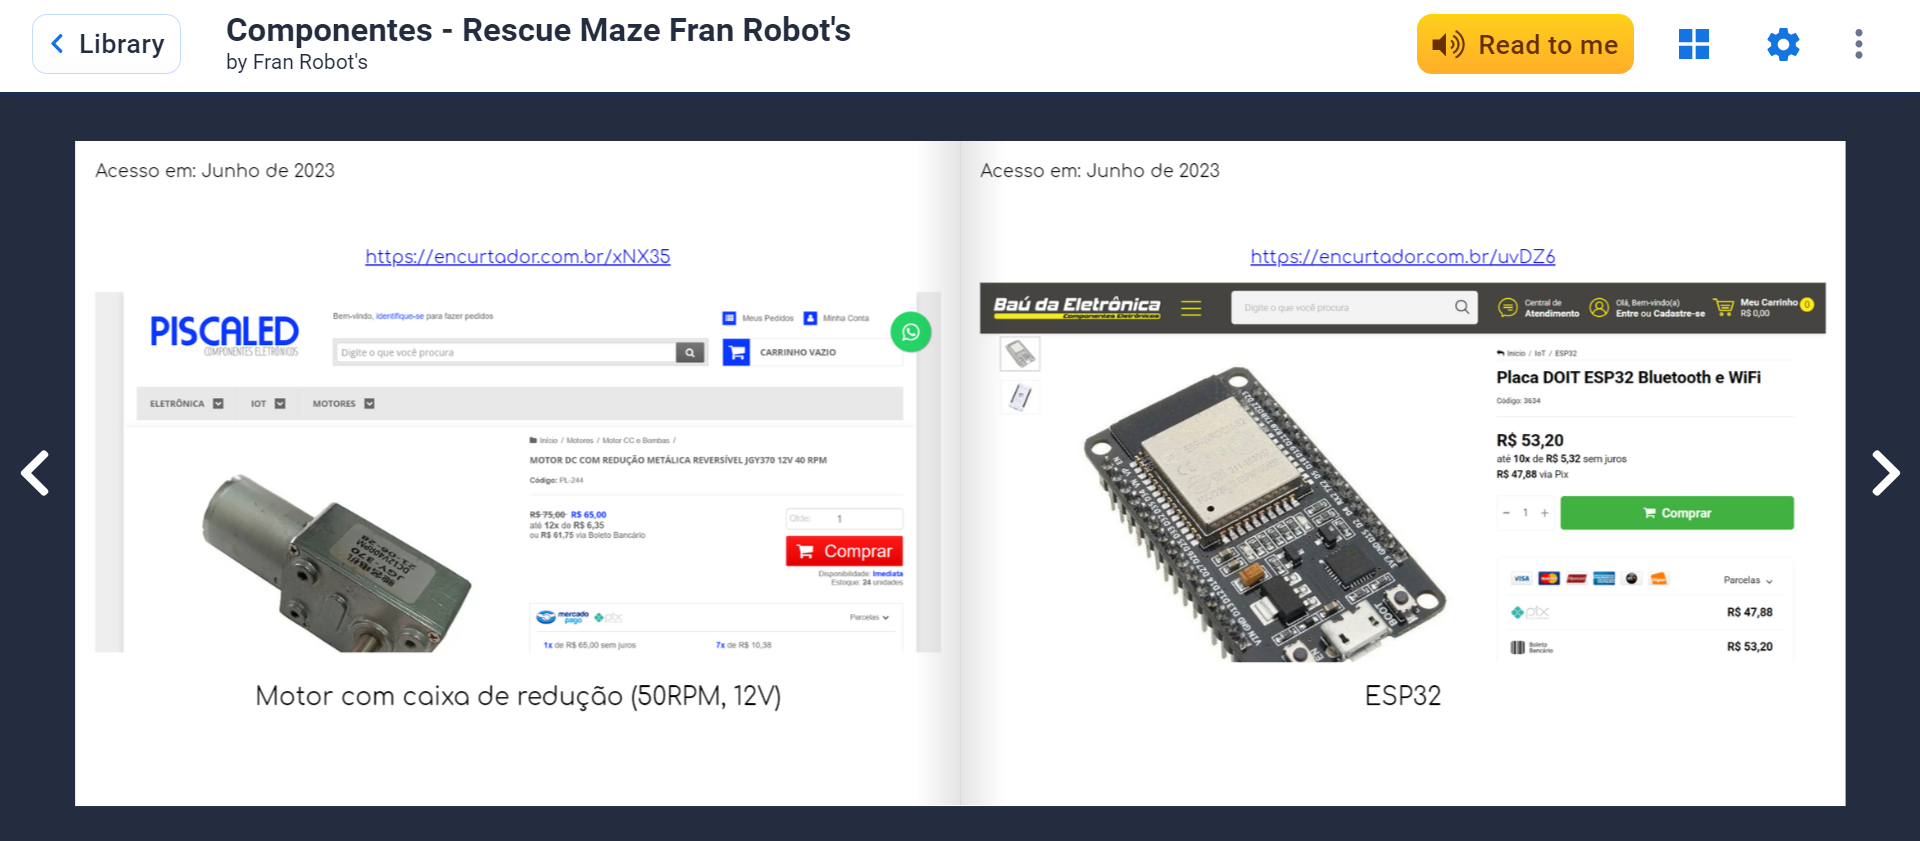 Library
Componentes - Rescue Maze Fran Robot's
by Fran Robot's
Read to me
Acesso em: Junho de 2023
https://encurtador.com.br/xNX35
PISCALED
COMPONENTES ELETRÔNICOS
Bem-vindo, identifique-se para fazer pedidos
Meus Pedidos
Minha Conta
Digite o que você procura
CARRINHO VAZIO
ELETRÔNICA
IOT
MOTORES
Início / Motores / Motor CC e Bombas /
MOTOR DC COM REDUÇÃO METÁLICA REVERSÍVEL JGY370 12V 40 RPM
Código: PL-244
R$ 75,00 R$ 65,00
até 12x de R$ 6,35
ou R$ 61,75 via Boleto Bancário
Qtde: 1
Comprar
Disponibilidade: Imediata
Estoque: 24 unidades
mercado pago
pix
Parcelas
1x de R$ 65,00 sem juros
7x de R$ 10,38
DC12V40RPM
JGY-370
Motor com caixa de redução (50RPM, 12V)
Acesso em: Junho de 2023
https://encurtador.com.br/uvDZ6
Baú da Eletrônica
Componentes Eletrônicos
Digite o que você procura
Central de
Atendimento
Olá, Bem-vindo(a)
Entre ou Cadastre-se
Meu Carrinho 0
R$ 0,00
Início / IoT / ESP32
Placa DOIT ESP32 Bluetooth e WiFi
Código: 3634
R$ 53,20
até 10x de R$ 5,32 sem juros
R$ 47,88 via Pix
- 1 +
Comprar
VISA
Parcelas
pix
R$ 47,88
Boleto
Bancário
R$ 53,20
BOOT
EN
ESP32